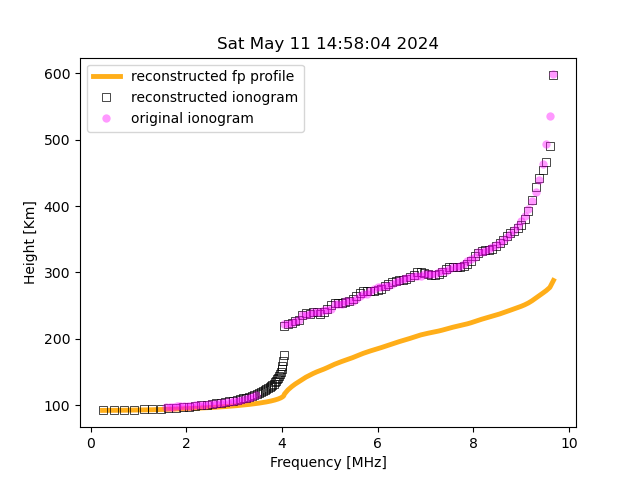 Sat May 11 14:58:04 2024
reconstructed fp profile
reconstructed ionogram
original ionogram
Height [Km]
600
500
400
300
200
100
0 2 4 6 8 10
Frequency [MHz]